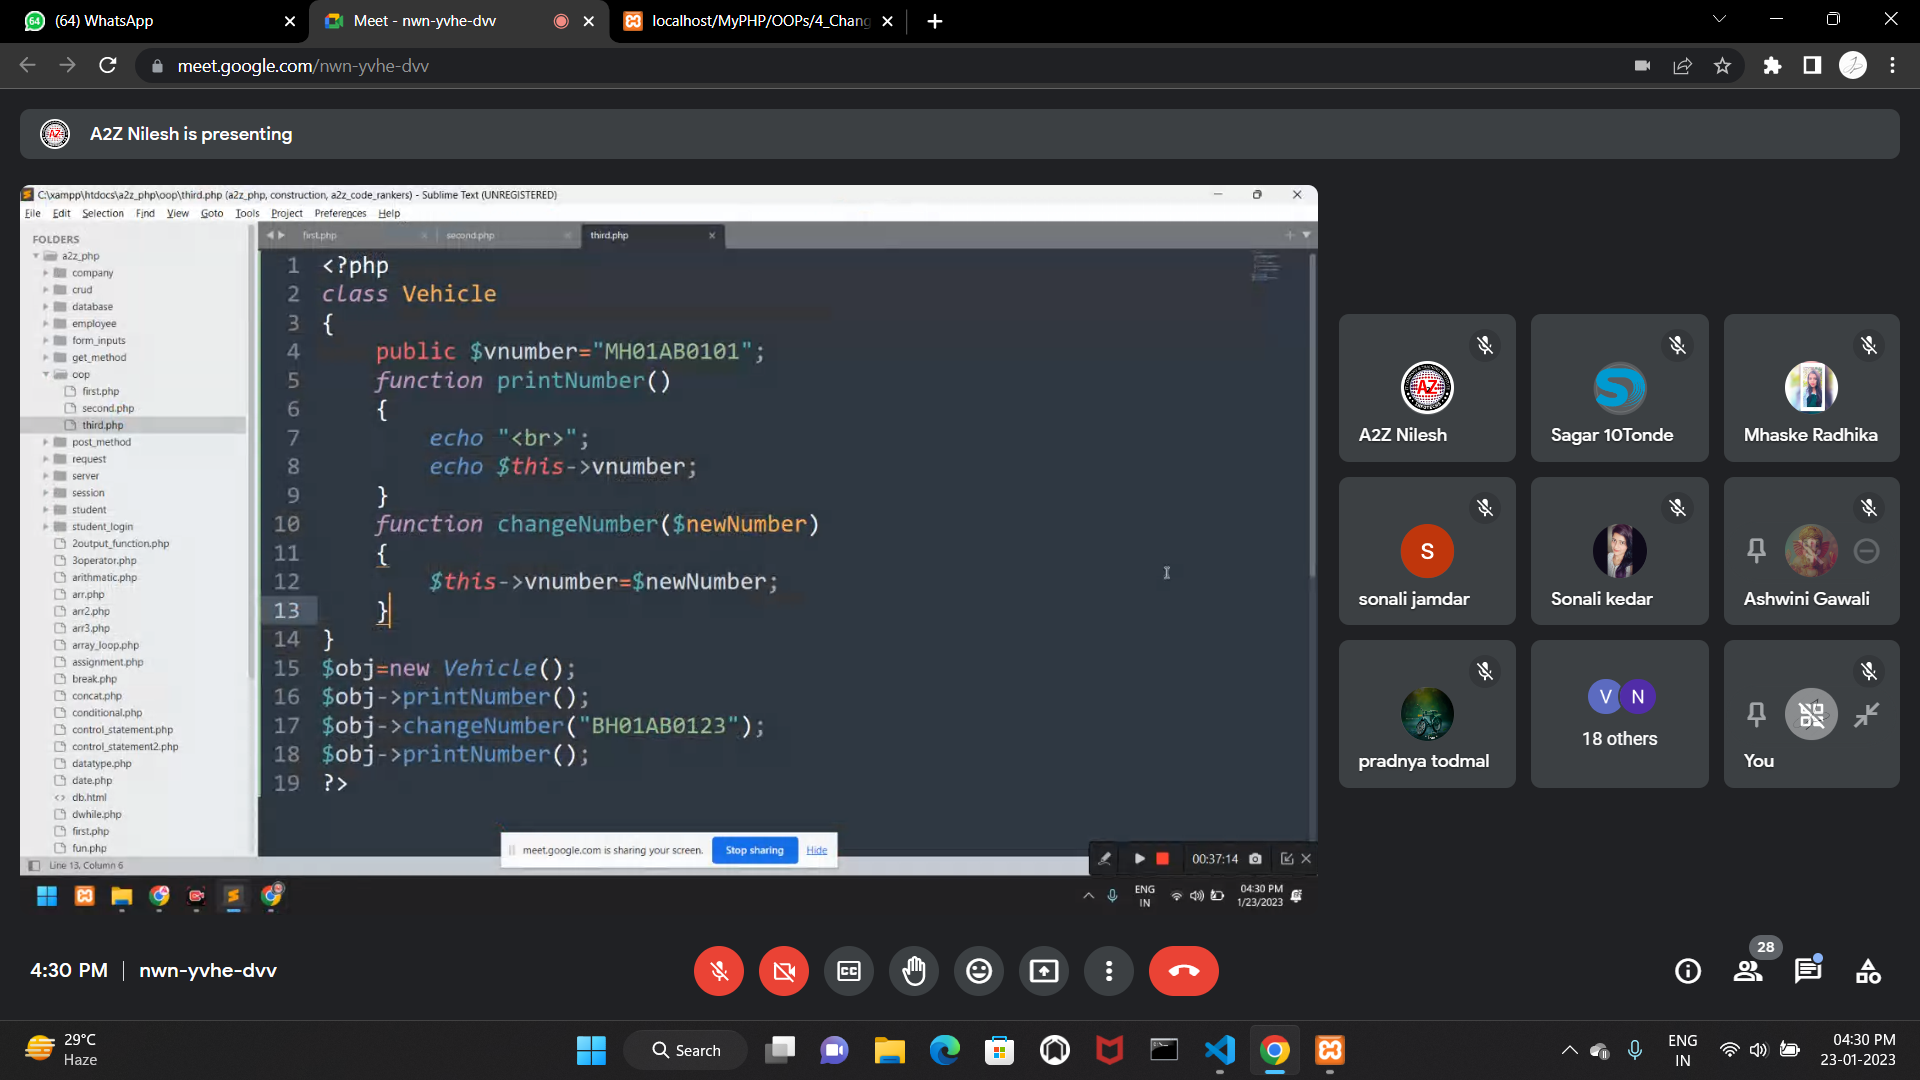 (64) WhatsApp
Meet - nwn-yvhe-dvv
localhost/MyPHP/OOPs/4_Chang
meet.google.com/nwn-yvhe-dvv
A2Z Nilesh is presenting
C:\xampp\htdocs\a2z_php\oop\third.php (a2z_php, construction, a2z_code_rankers) - Sublime Text (UNREGISTERED)
File Edit Selection Find View Goto Tools Project Preferences Help
FOLDERS
a2z_php
company
crud
database
employee
form_inputs
get_method
oop
first.php
second.php
third.php
post_method
request
server
session
student
student_login
2output_function.php
3operator.php
arithmatic.php
arr.php
arr2.php
arr3.php
array_loop.php
assignment.php
break.php
concat.php
conditional.php
control_statement.php
control_statement2.php
datatype.php
date.php
<> db.html
dwhile.php
first.php
fun.php
first.php second.php third.php
1 <?php
2 class Vehicle
3 {
4 public $vnumber="MH01AB0101";
5 function printNumber()
6 {
7 echo "<br>";
8 echo $this->vnumber;
9 }
10 function changeNumber($newNumber)
11 {
12 $this->vnumber=$newNumber;
13 }
14 }
15 $obj=new Vehicle();
16 $obj->printNumber();
17 $obj->changeNumber("BH01AB0123");
18 $obj->printNumber();
19 ?>
meet.google.com is sharing your screen. Stop sharing Hide
Line 13, Column 6
00:37:14
ENG
IN
04:30 PM
1/23/2023
AZ
A2Z Nilesh
Sagar 10Tonde
Mhaske Radhika
S
sonali jamdar
Sonali kedar
Ashwini Gawali
pradnya todmal
V N
18 others
You
4:30 PM | nwn-yvhe-dvv
CC
28
29°C
Haze
Search
ENG
IN
04:30 PM
23-01-2023